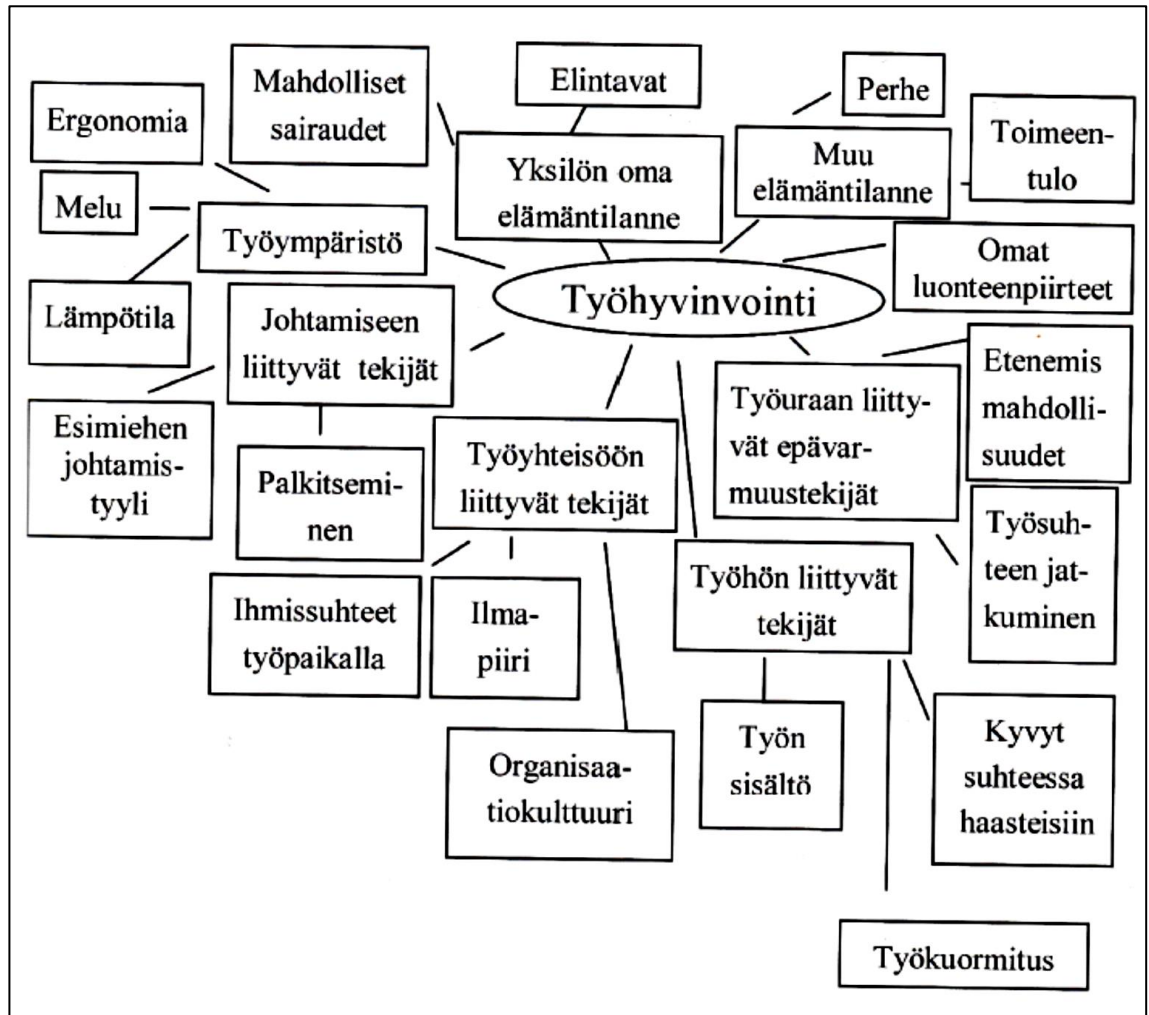 Mahdolliset
sairaudet
Elintavat
Perhe
Ergonomia
Toimeen-
tulo
Muu
elämäntilanne
Yksilön oma
elämäntilanne
Melu
Työympäristö
Omat
luonteenpiirteet
Työhyvinvointi
Lämpötila
Johtamiseen
liittyvät tekijät
Etenemis
mahdolli-
suudet
Työuraan liitty-
vät epävar-
muustekijät
Esimiehen
johtamis-
tyyli
Työyhteisöön
liittyvät tekijät
Palkitsemi-
nen
Työsuh-
teen jat-
kuminen
Työhön liittyvät
tekijät
Ihmissuhteet
työpaikalla
Ilma-
piiri
Työn
sisältö
Kyvyt
suhteessa
haasteisiin
Organisaa-
tiokulttuuri
Työkuormitus